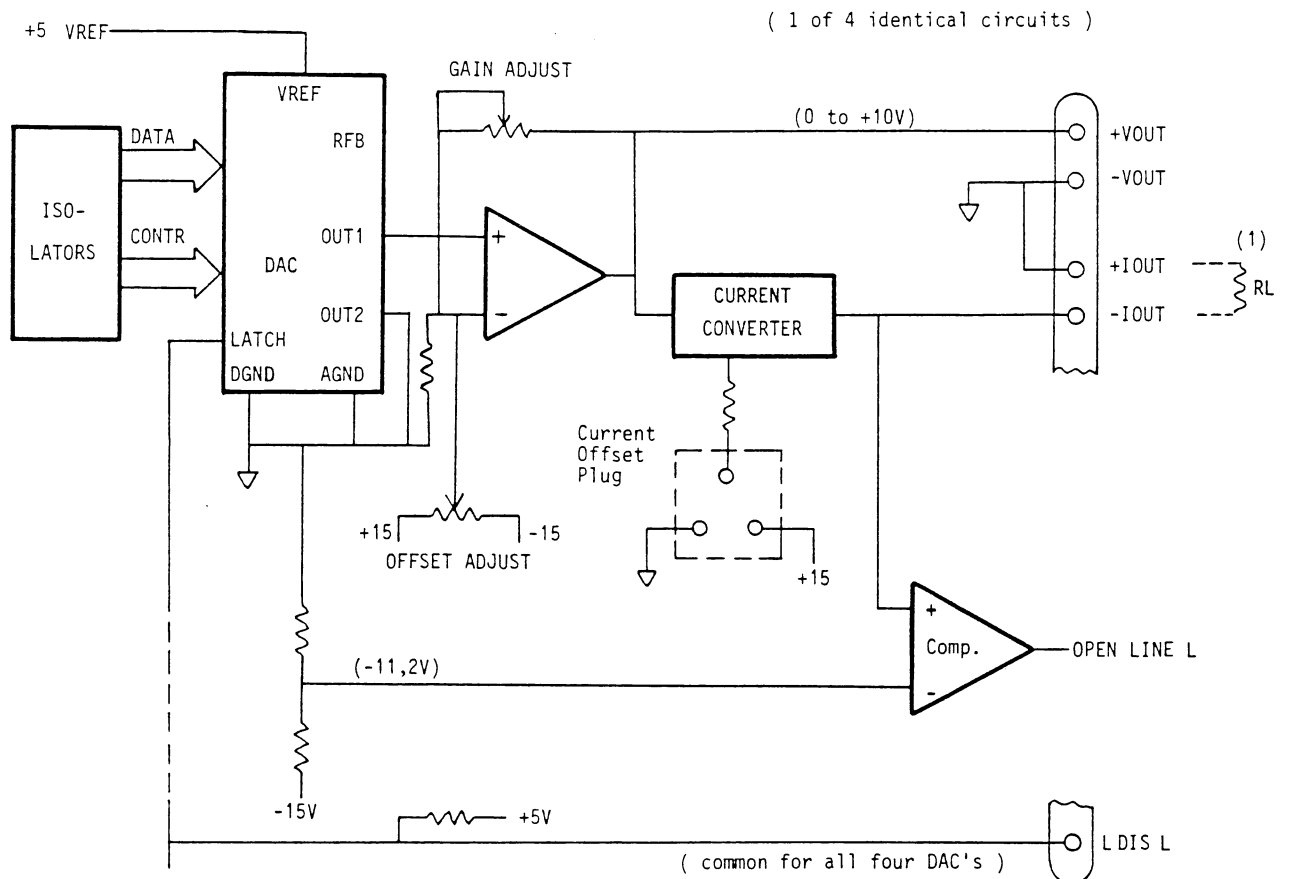 ( 1 of 4 identical circuits )
+5 VREF
GAIN ADJUST
VREF
(0 to +10V)
DATA
RFB
+VOUT
-VOUT
ISO-
LATORS
CONTR
OUT1
+
DAC
(1)
+IOUT
RL
CURRENT
CONVERTER
OUT2
-
-IOUT
LATCH
DGND
AGND
Current
Offset
Plug
+15
-15
OFFSET ADJUST
+15
+
Comp.
OPEN LINE L
-
(-11,2V)
-15V
+5V
LDIS L
( common for all four DAC's )